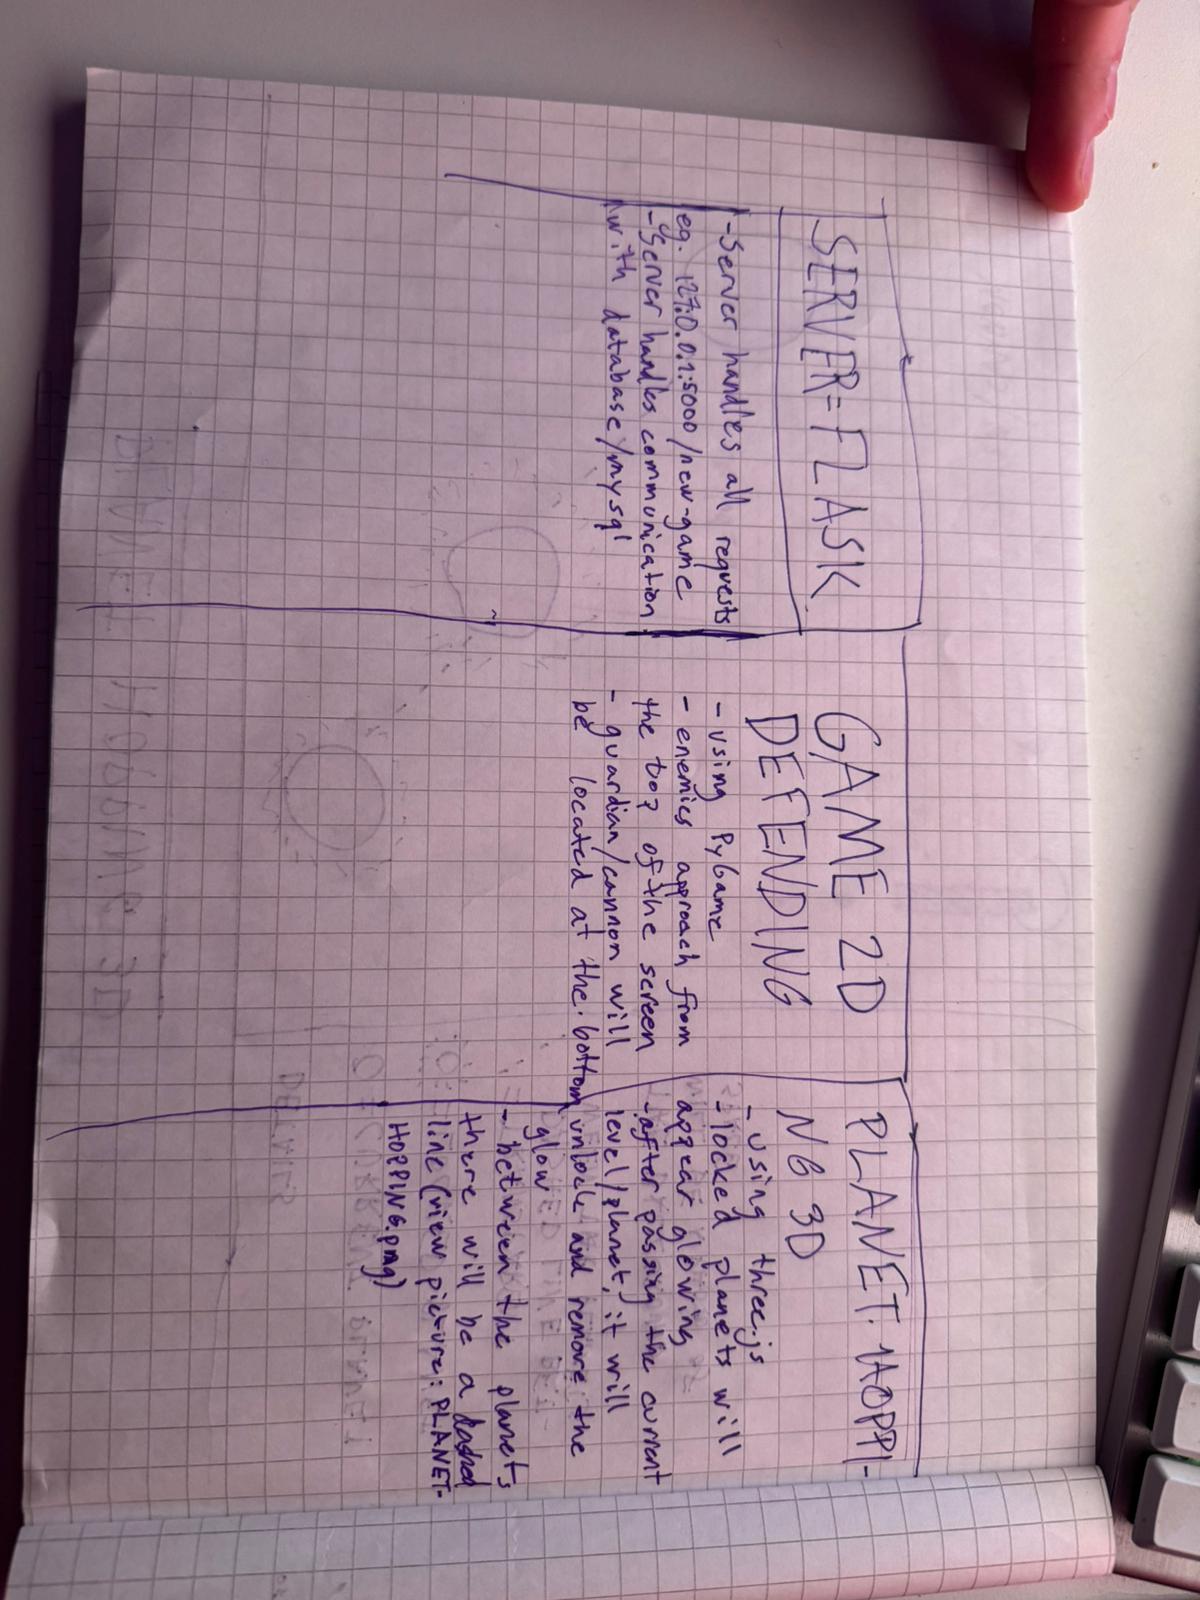 SERVER=FLASK
-Server handles all requests
eg. 127.0.0.1:5000/new-game
-Server handles communication
with database/mysql
GAME 2D
DEFENDING
- using PyGame
- enemies approach from
the top of the screen
- guardian/cannon will
be located at the bottom
PLANET HOPPI-
NG 3D
- using three.js
- locked planets will
appear glowing
- after passing the current
level/planet, it will
unlock and remove the
glow
- between the planets
there will be a dashed
line (view picture: PLANET-
HOPPING.png)